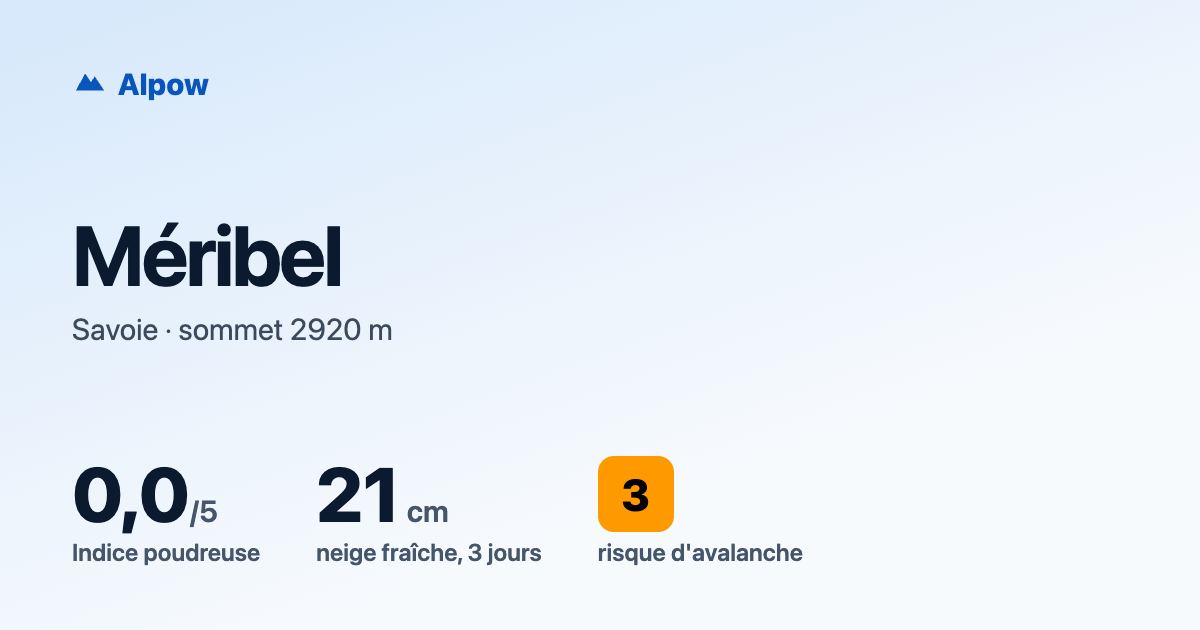 Alpow
Méribel
Savoie · sommet 2920 m
0,0/5
Indice poudreuse
21 cm
neige fraîche, 3 jours
3
risque d'avalanche